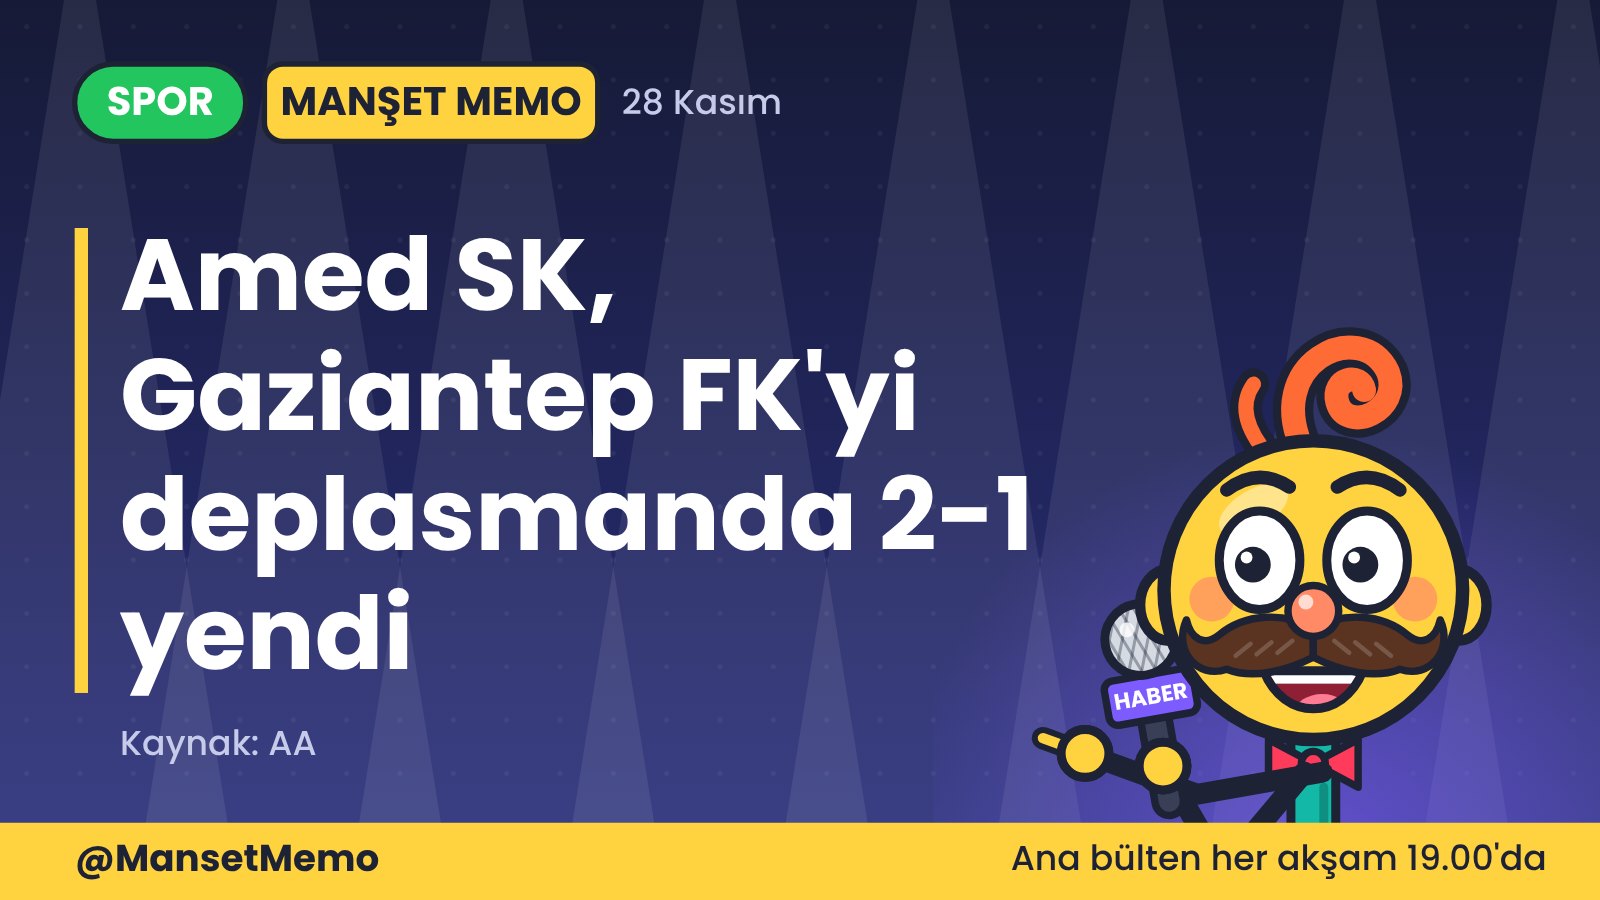 SPOR
MANŞET MEMO
28 Kasım
Amed SK,
Gaziantep FK'yi
deplasmanda 2-1
yendi
Kaynak: AA
HABER
@MansetMemo
Ana bülten her akşam 19.00'da